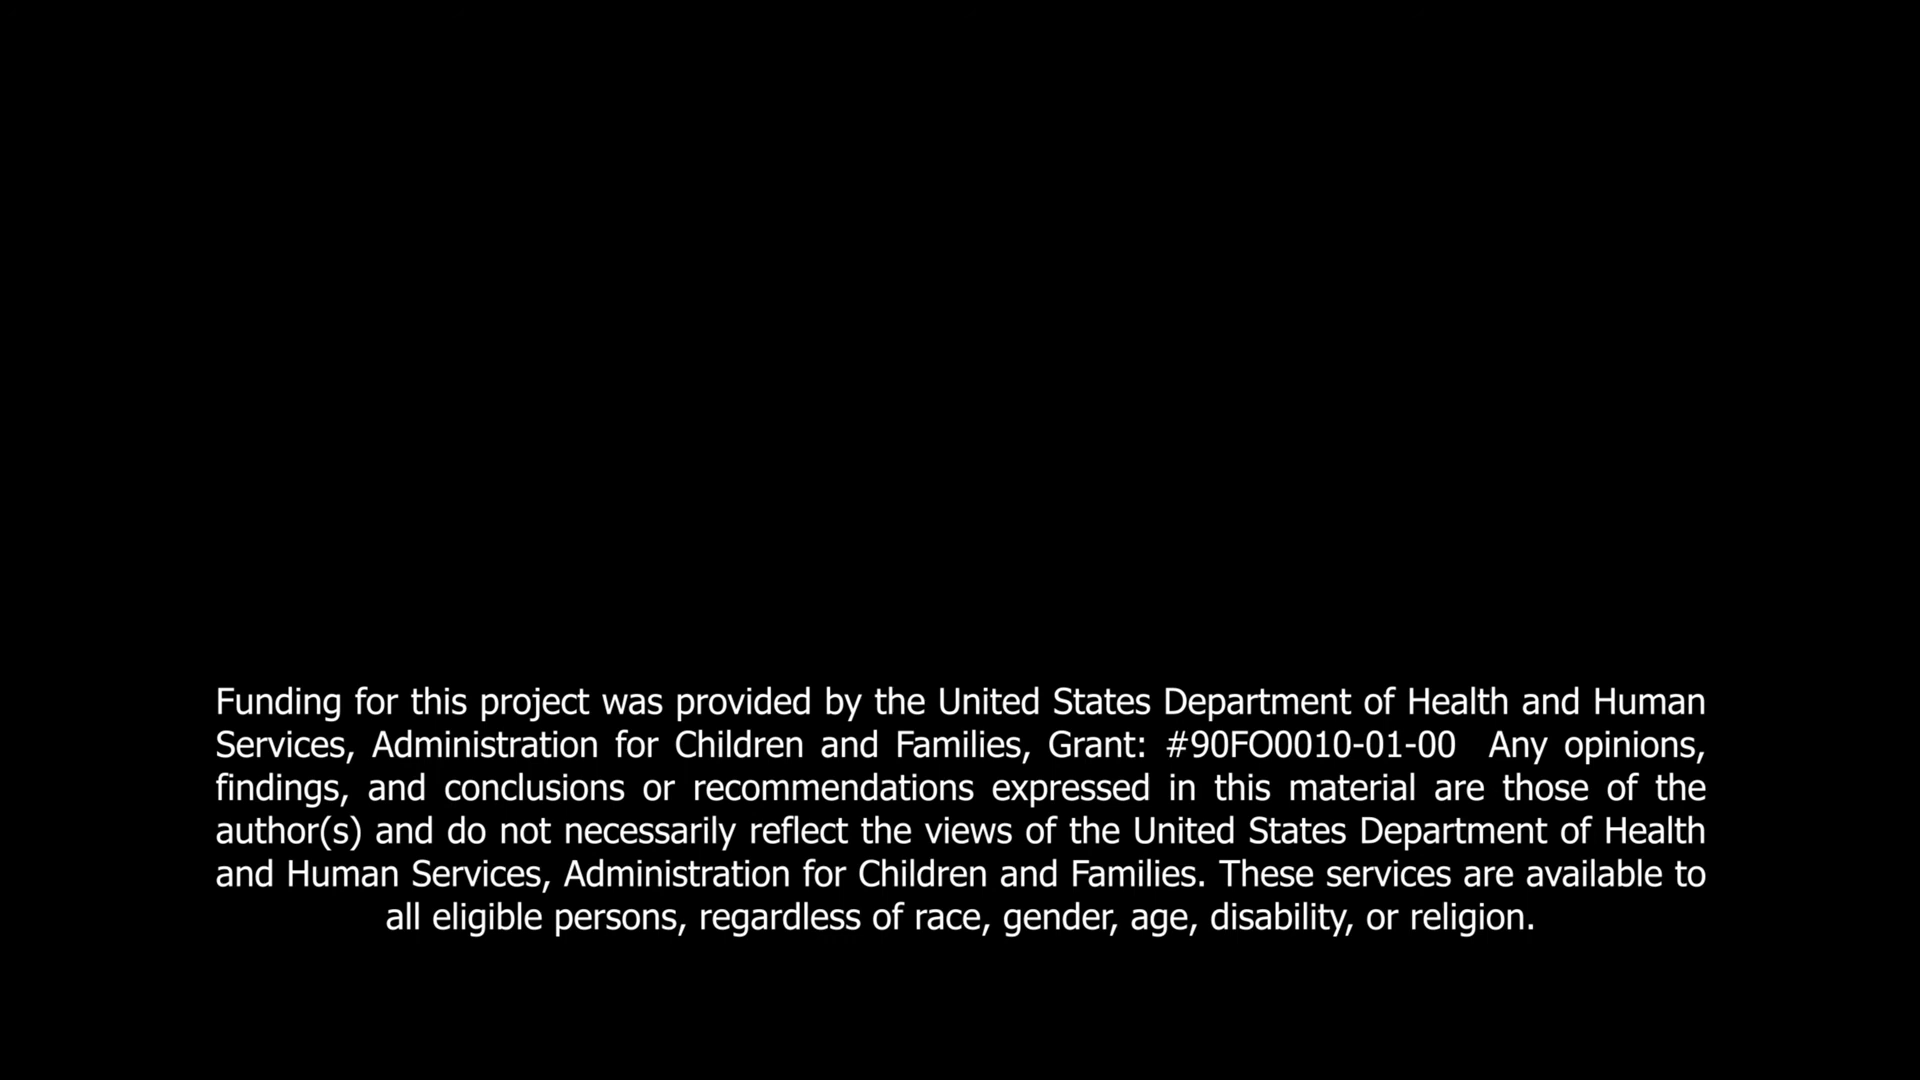 Funding for this project was provided by the United States Department of Health and Human
Services, Administration for Children and Families, Grant: #90FO0010-01-00  Any opinions,
findings, and conclusions or recommendations expressed in this material are those of the
author(s) and do not necessarily reflect the views of the United States Department of Health
and Human Services, Administration for Children and Families. These services are available to
all eligible persons, regardless of race, gender, age, disability, or religion.